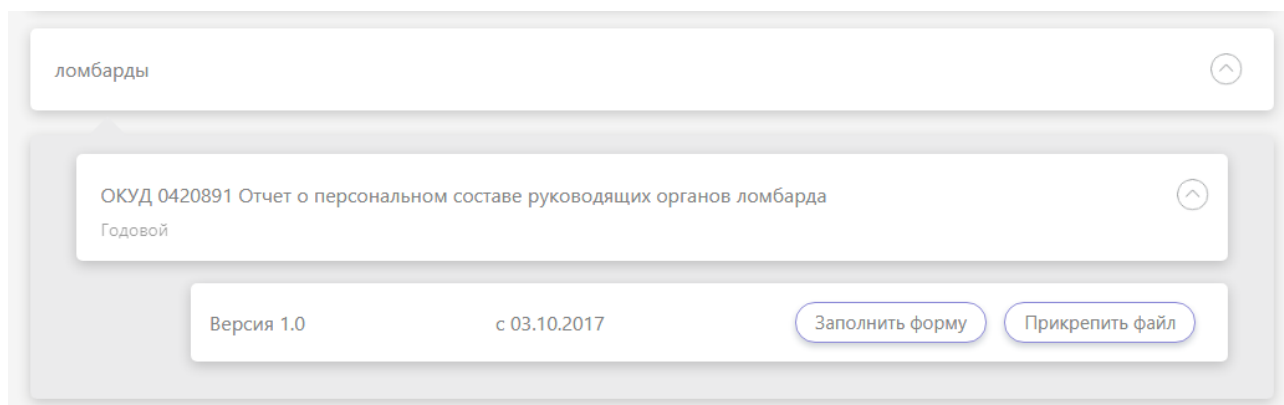 ломбарды
ОКУД 0420891 Отчет о персональном составе руководящих органов ломбарда
Годовой
Версия 1.0 с 03.10.2017 Заполнить форму Прикрепить файл